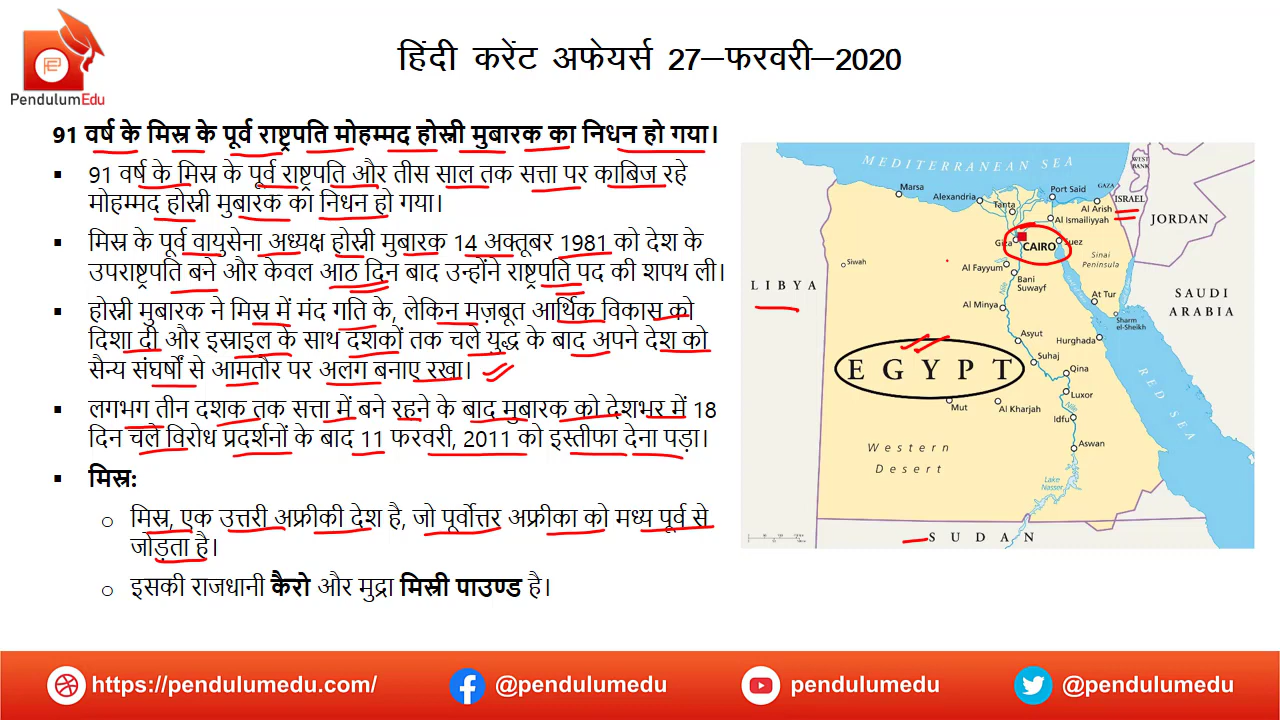 PendulumEdu
हिंदी करेंट अफेयर्स 27–फरवरी–2020
91 वर्ष के मिस्र के पूर्व राष्ट्रपति मोहम्मद होस्नी मुबारक का निधन हो गया।
▪ 91 वर्ष के मिस्र के पूर्व राष्ट्रपति और तीस साल तक सत्ता पर काबिज रहे
मोहम्मद होस्नी मुबारक का निधन हो गया।
▪ मिस्र के पूर्व वायुसेना अध्यक्ष होस्नी मुबारक 14 अक्तूबर 1981 को देश के
उपराष्ट्रपति बने और केवल आठ दिन बाद उन्होंने राष्ट्रपति पद की शपथ ली।
▪ होस्नी मुबारक ने मिस्र में मंद गति के, लेकिन मज़बूत आर्थिक विकास को
दिशा दी और इस्राइल के साथ दशकों तक चले युद्ध के बाद अपने देश को
सैन्य संघर्षों से आमतौर पर अलग बनाए रखा।
▪ लगभग तीन दशक तक सत्ता में बने रहने के बाद मुबारक को देशभर में 18
दिन चले विरोध प्रदर्शनों के बाद 11 फरवरी, 2011 को इस्तीफा देना पड़ा।
▪ मिस्र:
o मिस्र, एक उत्तरी अफ्रीकी देश है, जो पूर्वोत्तर अफ्रीका को मध्य पूर्व से
जोड़ता है।
o इसकी राजधानी कैरो और मुद्रा मिस्री पाउण्ड है।
MEDITERRANEAN SEA
WEST
BANK
Marsa
Alexandria
Port Said
GAZA
ISRAEL
Tanta
Al Arish
Al Ismailiyyah
JORDAN
Giza
CAIRO
Suez
Siwah
Sinai
Peninsula
Al Fayyum
Bani
Suwayf
LIBYA
At Tur
SAUDI
ARABIA
Al Minya
Nile
Sharm
el-Sheikh
Asyut
Hurghada
Suhaj
EGYPT
Qina
RED SEA
Mut
Al Kharjah
Luxor
Nile
Idfu
Western
Desert
Aswan
Lake
Nasser
SUDAN
https://pendulumedu.com/
@pendulumedu
pendulumedu
@pendulumedu